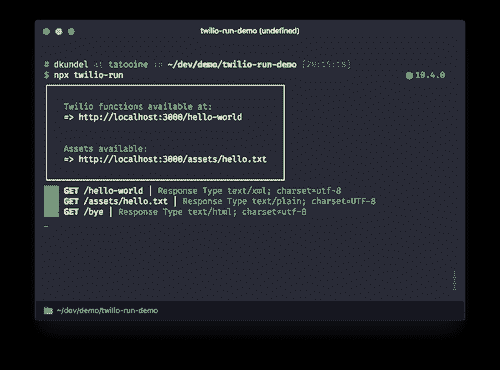 twilio-run-demo (undefined)
# dkundel at tatooine in ~/dev/demo/twilio-run-demo
$ npx twilio-run
10.4.0
Twilio functions available at:
=> http://localhost:3000/hello-world
Assets available:
=> http://localhost:3000/assets/hello.txt
GET /hello-world | Response Type text/xml; charset=utf-8
GET /assets/hello.txt | Response Type text/plain; charset=UTF-8
GET /bye | Response Type text/html; charset=utf-8
~/dev/demo/twilio-run-demo